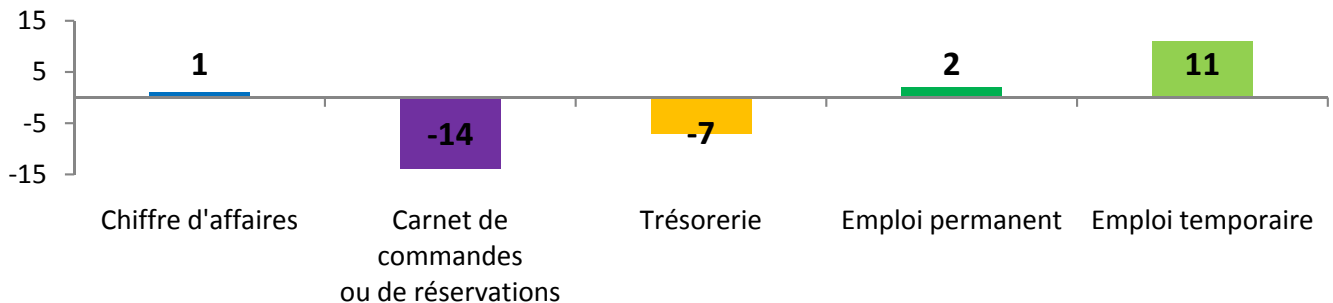 15
5
-5
-15
1
-14
-7
2
11
Chiffre d'affaires
Carnet de
commandes
ou de réservations
Trésorerie
Emploi permanent
Emploi temporaire